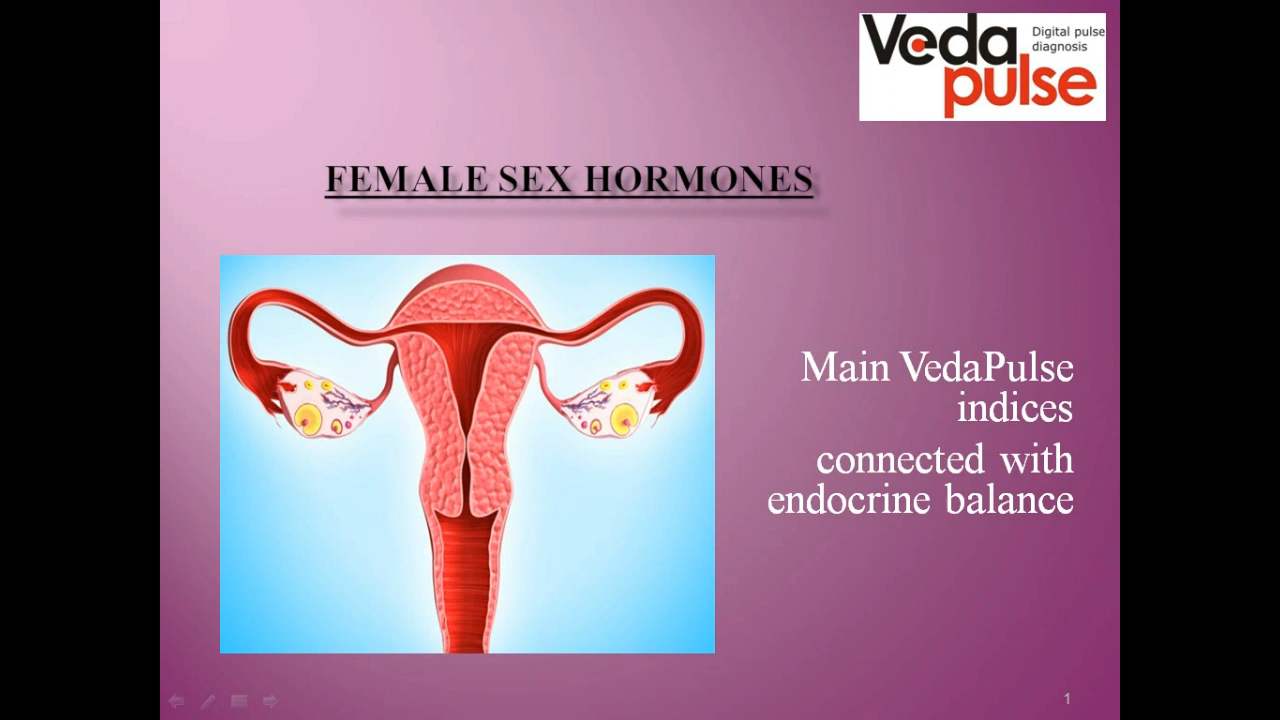 Veda
pulse
Digital pulse
diagnosis
FEMALE SEX HORMONES
Main VedaPulse
indices
connected with
endocrine balance
1